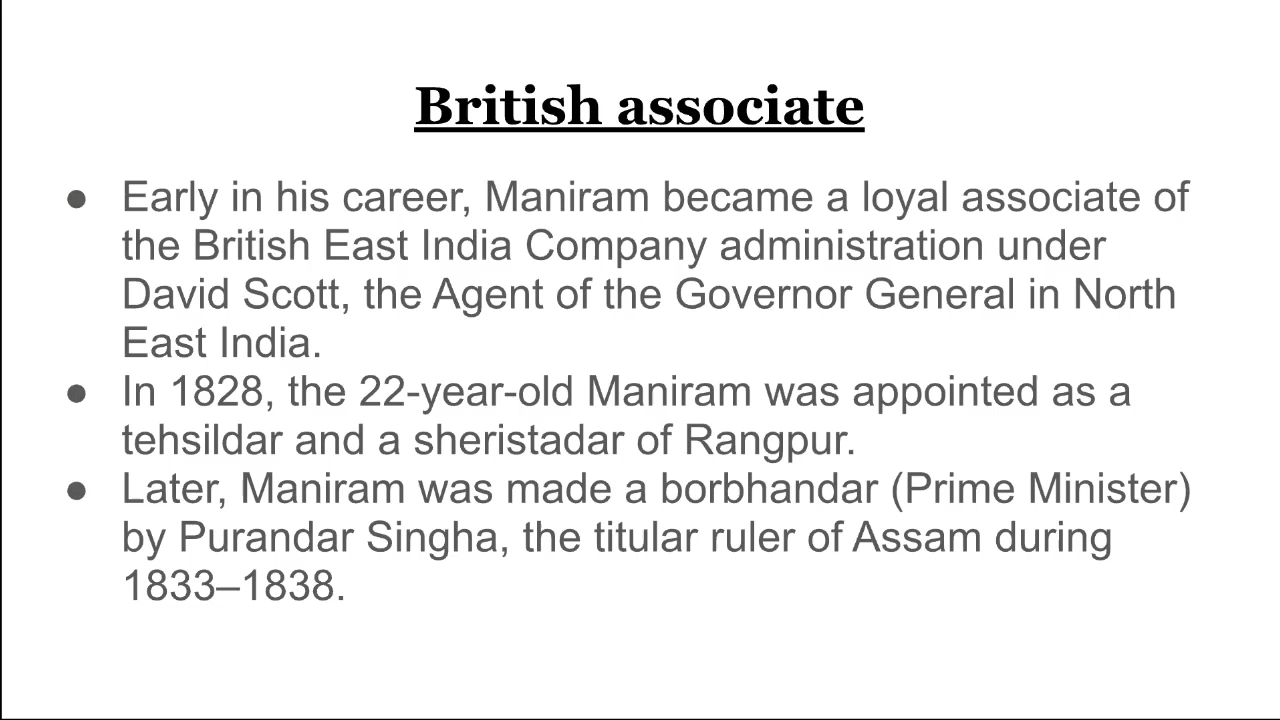 British associate
● Early in his career, Maniram became a loyal associate of
the British East India Company administration under
David Scott, the Agent of the Governor General in North
East India.
● In 1828, the 22-year-old Maniram was appointed as a
tehsildar and a sheristadar of Rangpur.
● Later, Maniram was made a borbhandar (Prime Minister)
by Purandar Singha, the titular ruler of Assam during
1833–1838.